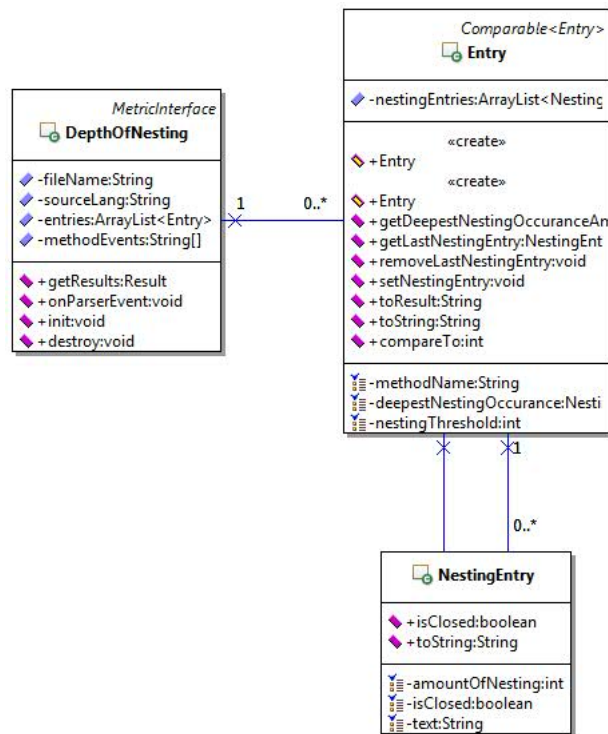 Comparable<Entry>
Entry
-nestingEntries:ArrayList<Nesting
«create»
+Entry
«create»
+Entry
+getDeepestNestingOccuranceAn
+getLastNestingEntry:NestingEnt
+removeLastNestingEntry:void
+setNestingEntry:void
+toResult:String
+toString:String
+compareTo:int
-methodName:String
-deepestNestingOccurance:Nesti
-nestingThreshold:int
MetricInterface
DepthOfNesting
-fileName:String
-sourceLang:String
-entries:ArrayList<Entry>
-methodEvents:String[]
+getResults:Result
+onParserEvent:void
+init:void
+destroy:void
1
0..*
1
0..*
NestingEntry
+isClosed:boolean
+toString:String
-amountOfNesting:int
-isClosed:boolean
-text:String